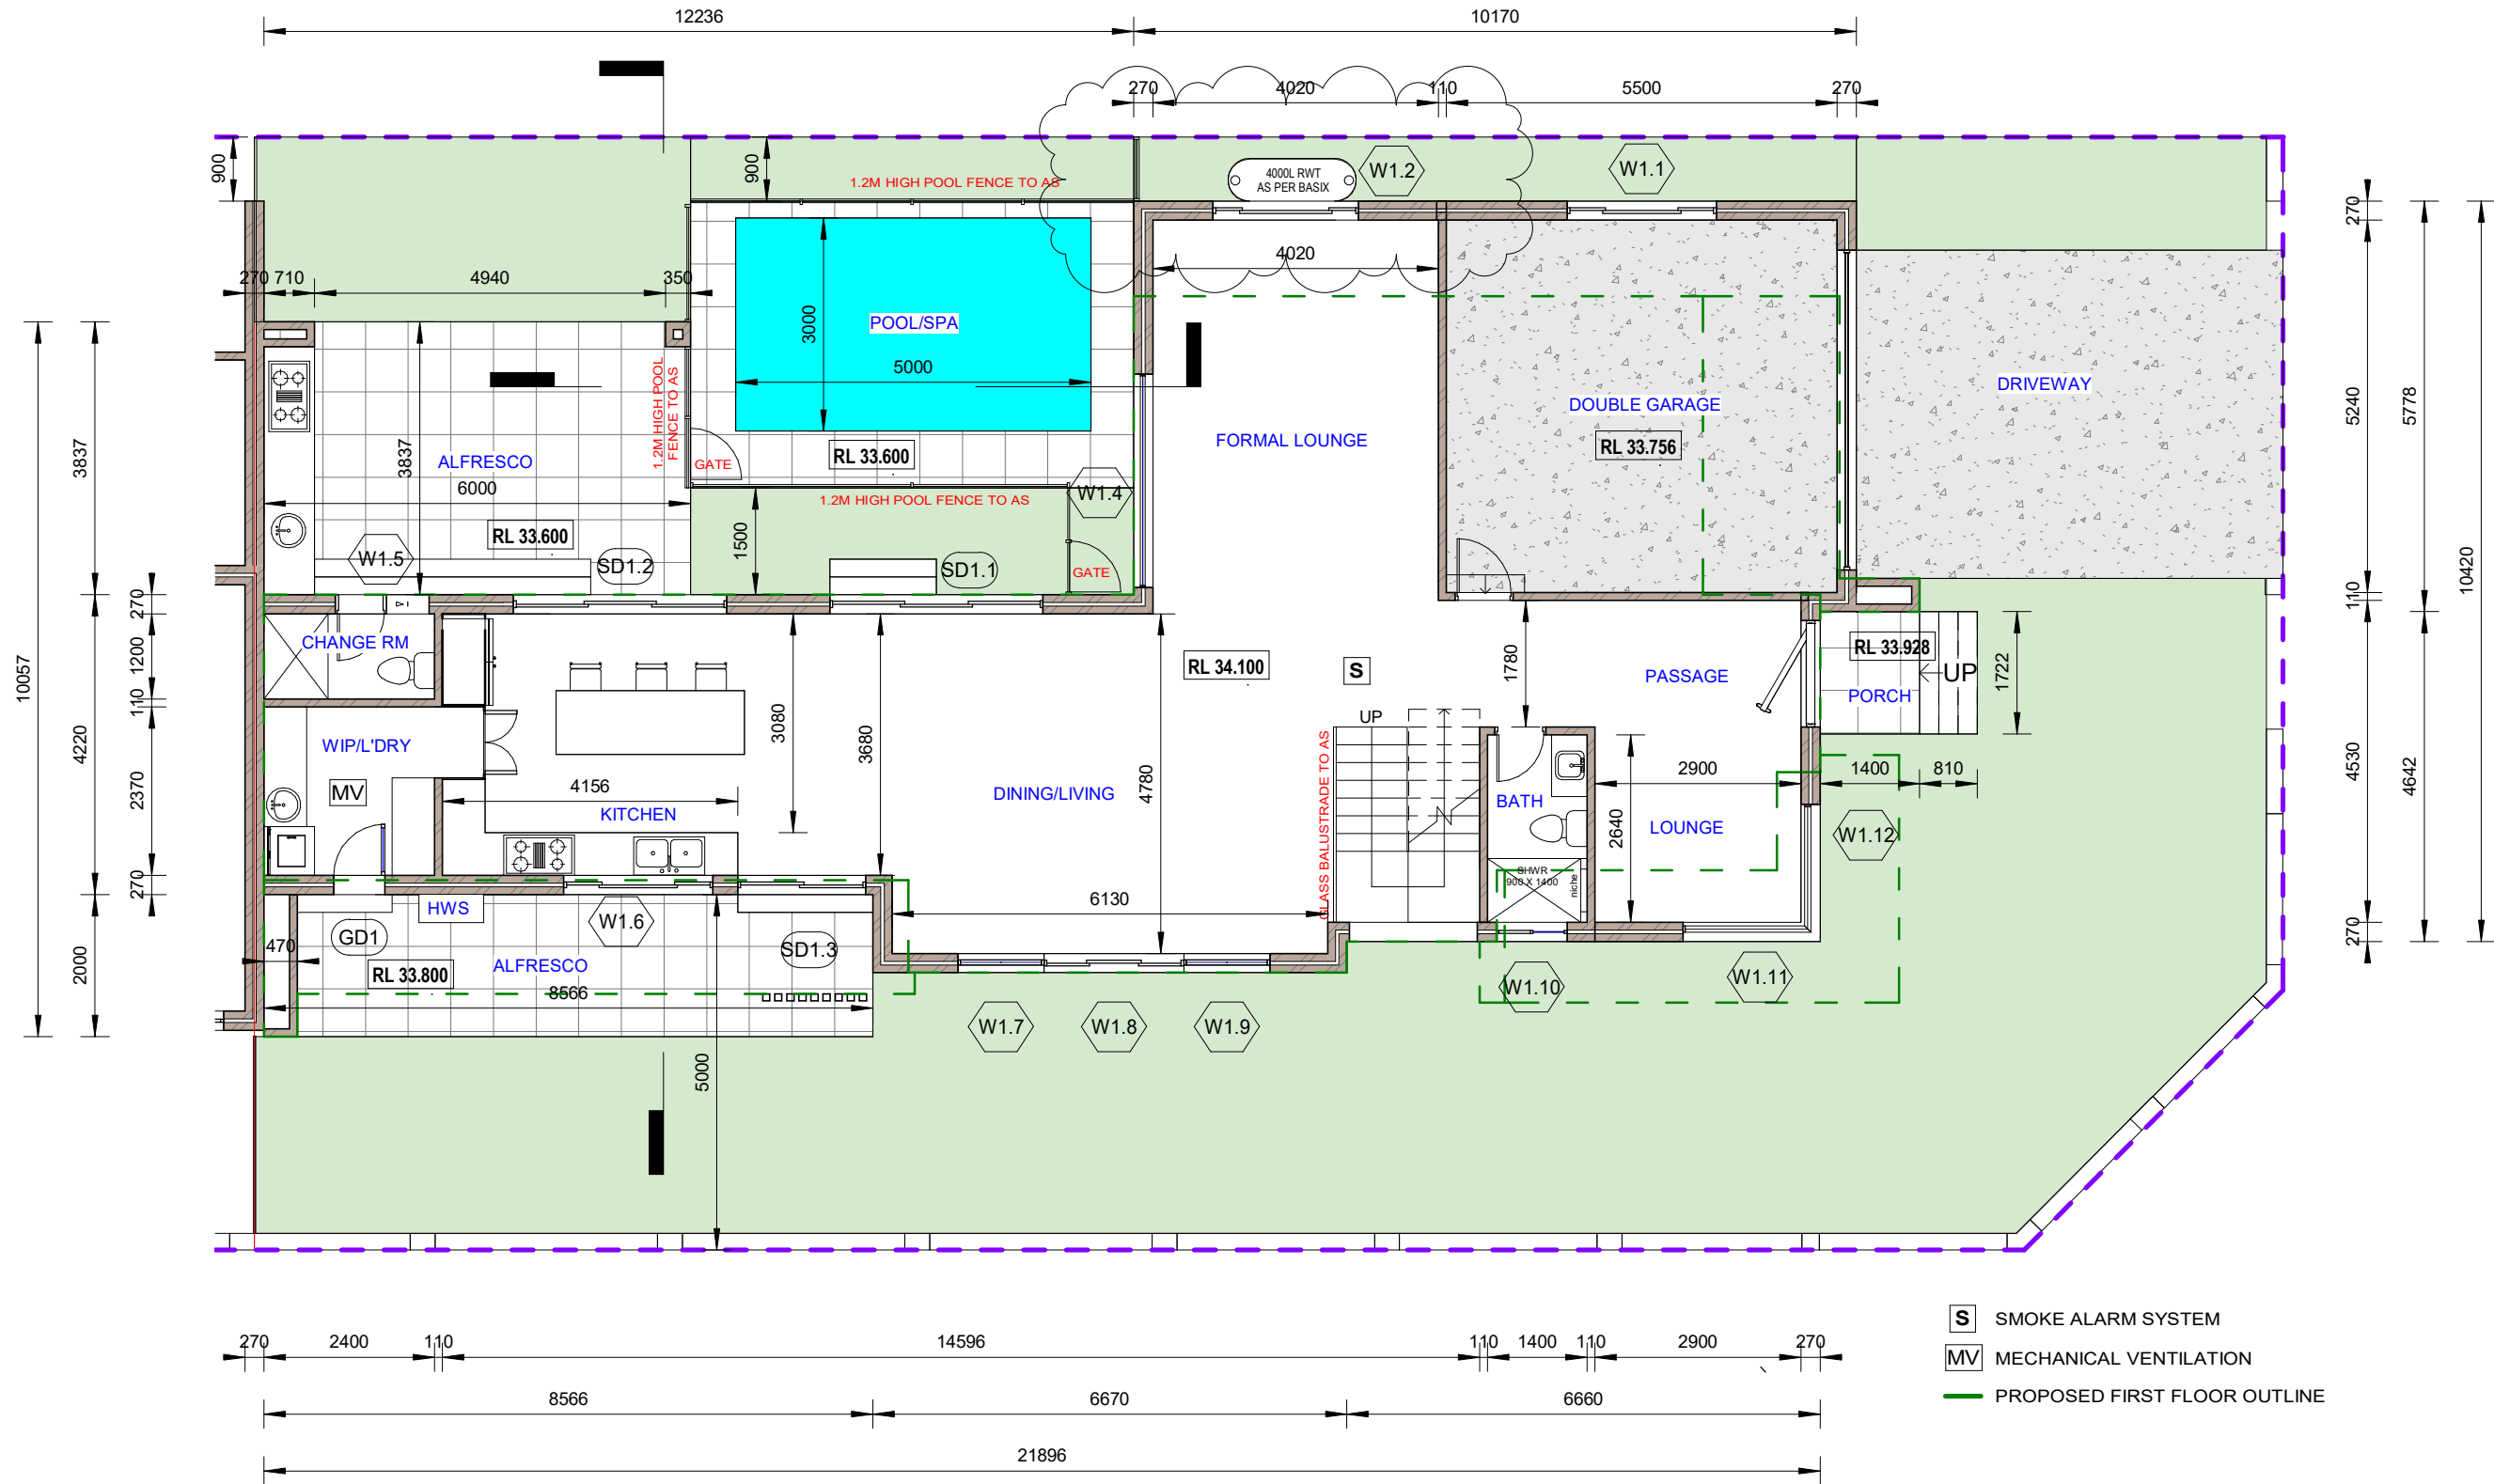 12236
10170
270
4020
110
5500
270
900
900
1.2M HIGH POOL FENCE TO AS
4000L RWT
AS PER BASIX
W1.2
W1.1
270
270
710
4940
350
4020
3000
POOL/SPA
5000
1.2M HIGH POOL
FENCE TO AS
DRIVEWAY
DOUBLE GARAGE
RL 33.756
5240
5778
10420
FORMAL LOUNGE
3837
3837
ALFRESCO
6000
GATE
RL 33.600
W1.4
1.2M HIGH POOL FENCE TO AS
RL 33.600
1500
W1.5
SD1.2
SD1.1
GATE
10057
270
1200
110
2370
270
4220
2000
CHANGE RM
RL 34.100
S
1780
PASSAGE
RL 33.928
UP
PORCH
1722
110
4530
4642
270
WIP/L'DRY
MV
3080
3680
4780
UP
GLASS BALUSTRADE TO AS
4156
KITCHEN
DINING/LIVING
BATH
2900
1400
810
2640
LOUNGE
W1.12
SHWR
900 X 1400
niche
HWS
6130
GD1
W1.6
SD1.3
470
RL 33.800
ALFRESCO
8566
W1.10
W1.11
W1.7
W1.8
W1.9
5000
S SMOKE ALARM SYSTEM
MV MECHANICAL VENTILATION
PROPOSED FIRST FLOOR OUTLINE
270
2400
110
14596
110
1400
110
2900
270
8566
6670
6660
21896